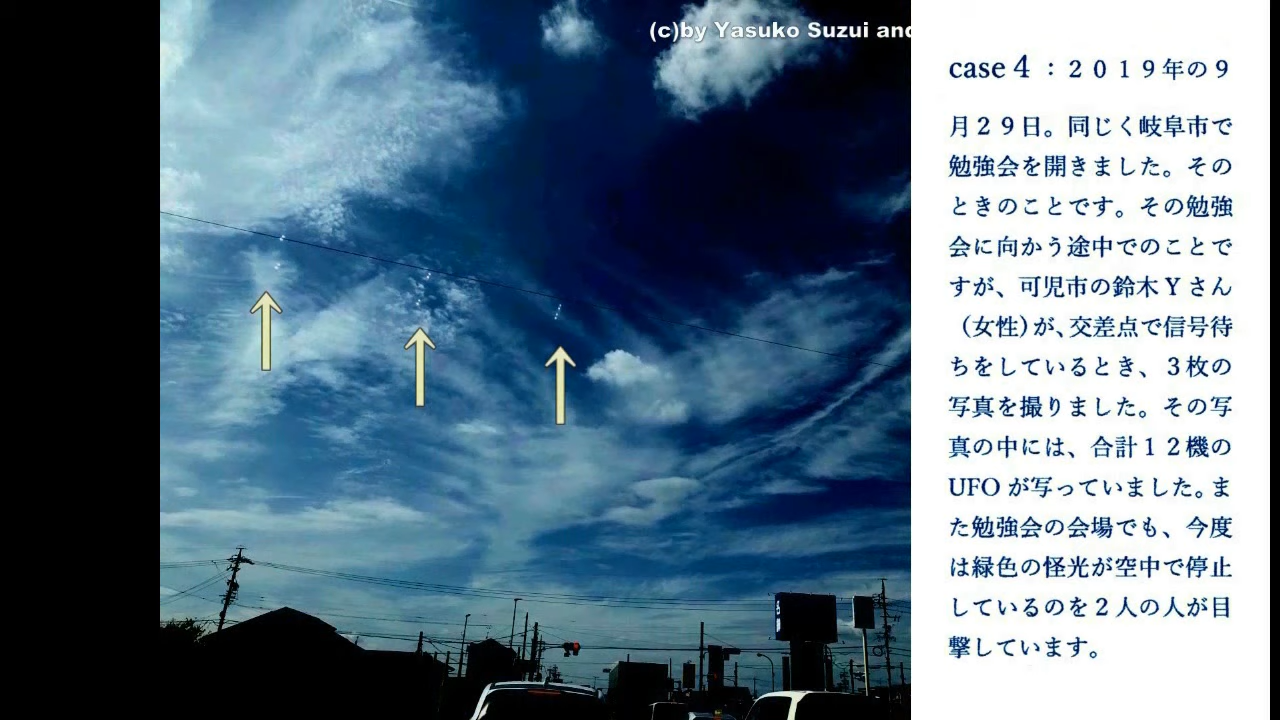 (c)by Yasuko Suzui and
case４：２０１９年の９
月２９日。同じく岐阜市で
勉強会を開きました。その
ときのことです。その勉強
会に向かう途中でのことで
すが、可児市の鈴木Ｙさん
（女性）が、交差点で信号待
ちをしているとき、３枚の
写真を撮りました。その写
真の中には、合計１２機の
UFO が写っていました。ま
た勉強会の会場でも、今度
は緑色の怪光が空中で停止
しているのを２人の人が目
撃しています。